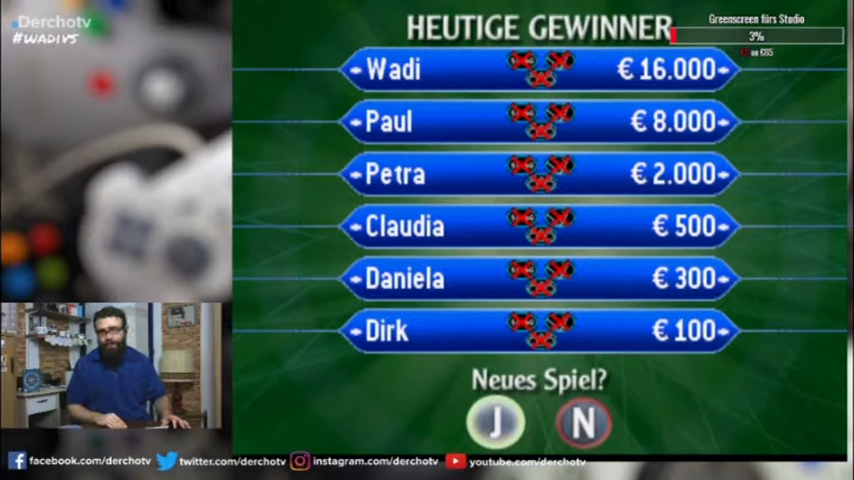 Derchotv
#WADIVS
HEUTIGE GEWINNER
Greenscreen fürs Studio
3%
Wadi € 16.000
Paul € 8.000
Petra € 2.000
Claudia € 500
Daniela € 300
Dirk € 100
Neues Spiel?
J N
facebook.com/derchotv twitter.com/derchotv instagram.com/derchotv youtube.com/derchotv